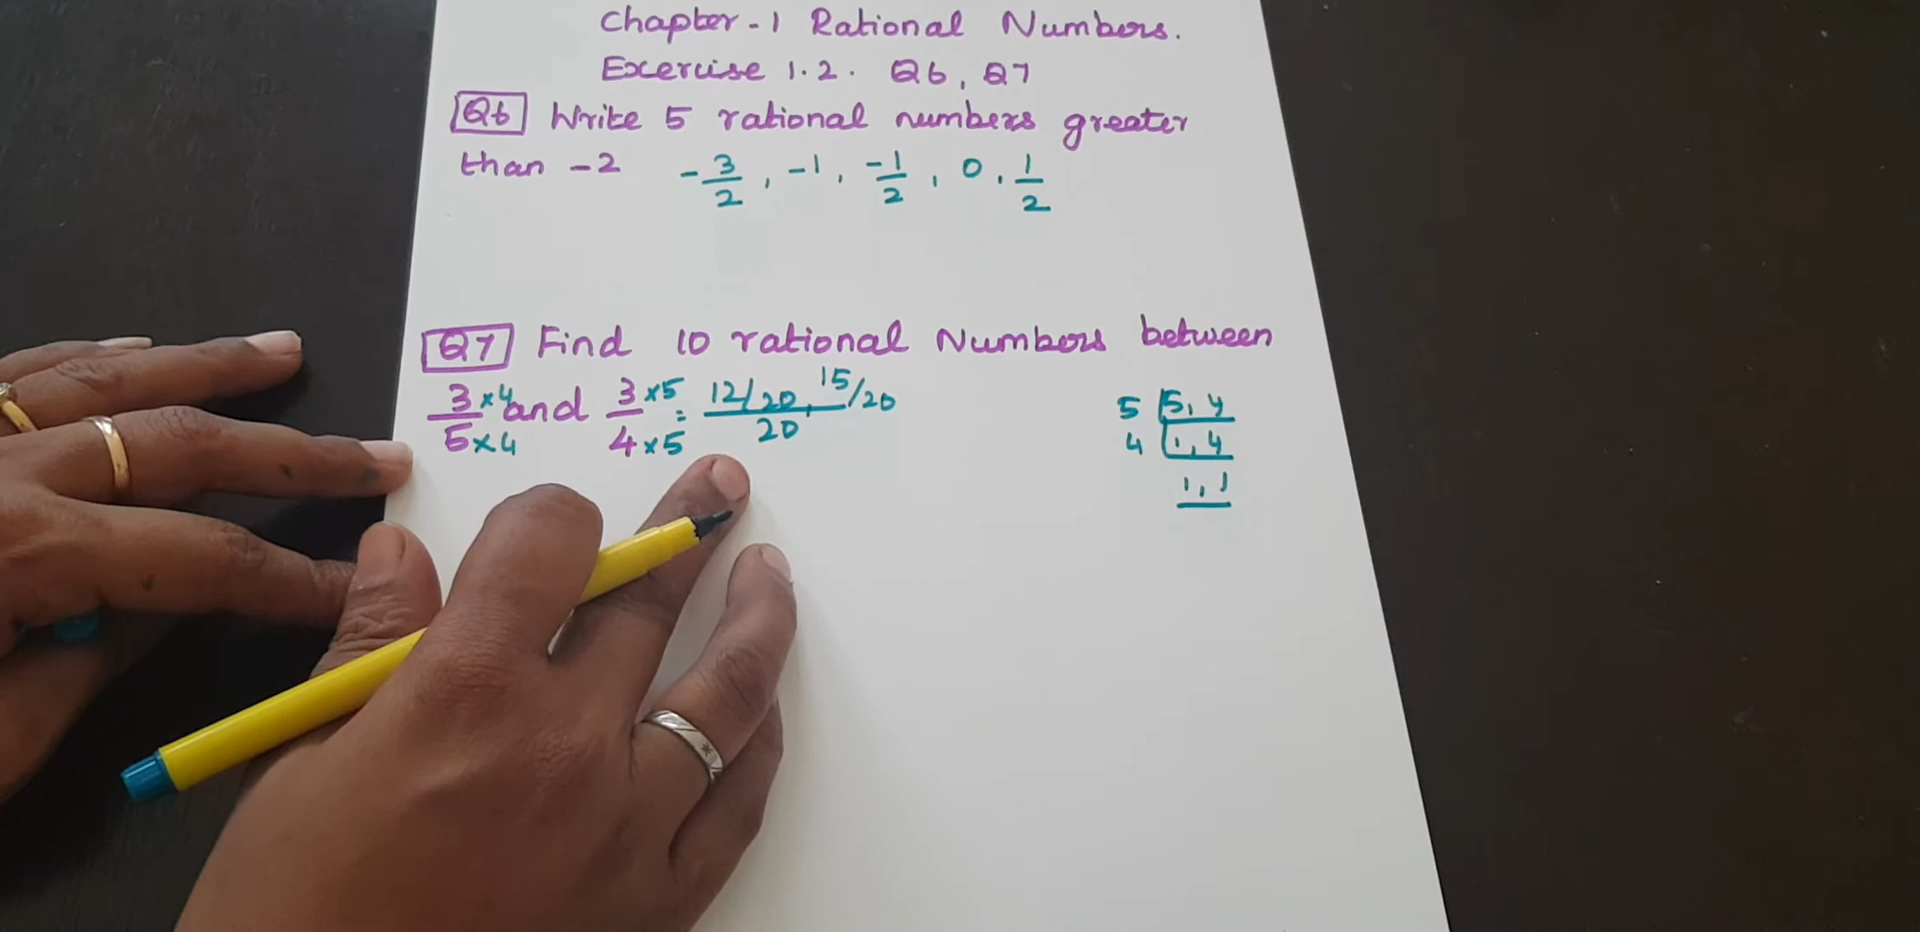 Chapter-1 Rational Numbers.
Exercise 1.2. Q6, Q7
Q6 Write 5 rational numbers greater
than -2 -3/2, -1, -1/2, 0, 1/2
Q7 Find 10 rational Numbers between
3×4/5×4 and 3×5/4×5 = 12/20, 15/20
20
5 5, 4
4 1, 4
1, 1